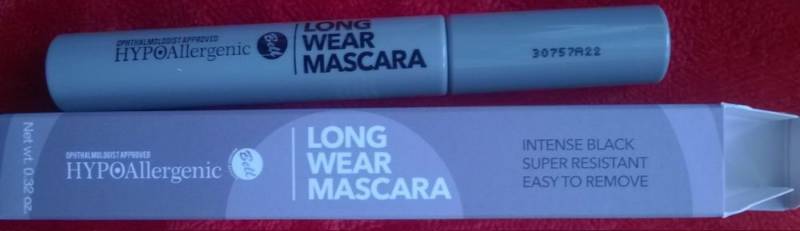 OPHTHALMOLOGIST APPROVED
HYPOAllergenic
Bell
LONG
WEAR
MASCARA
30757A22
Net wt. 0.32 oz.
OPHTHALMOLOGIST APPROVED
HYPOAllergenic
Bell
LONG
WEAR
MASCARA
INTENSE BLACK
SUPER RESISTANT
EASY TO REMOVE